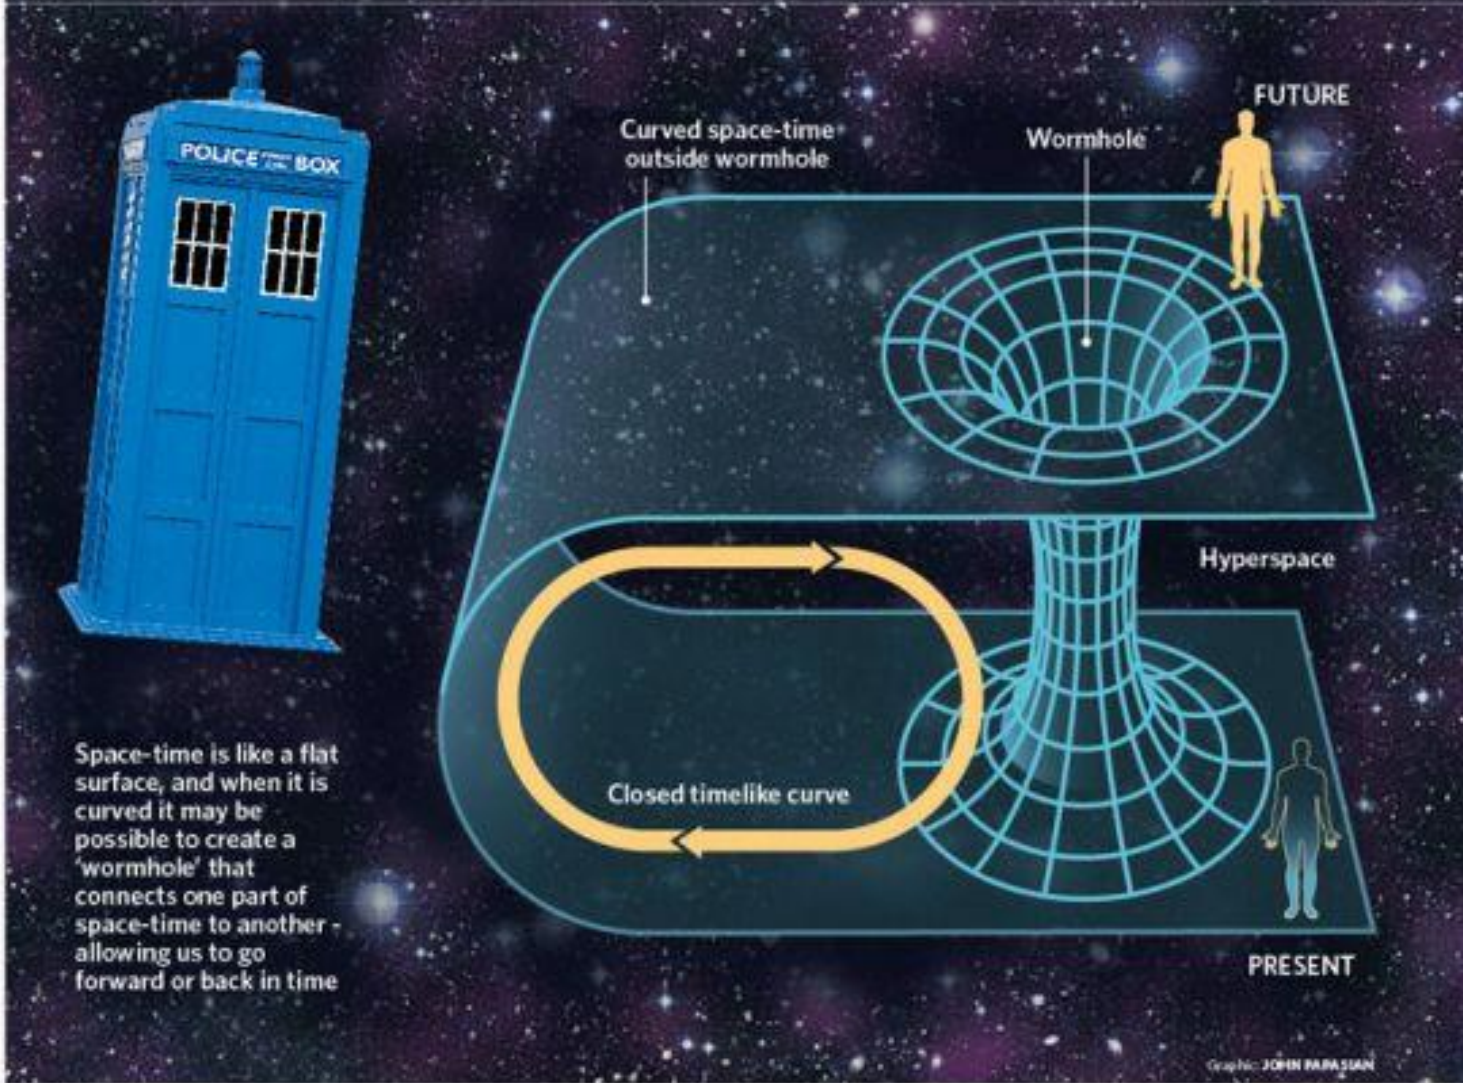 POLICE BOX
Curved space-time
outside wormhole
Wormhole
FUTURE
Hyperspace
Closed timelike curve
Space-time is like a flat
surface, and when it is
curved it may be
possible to create a
‘wormhole’ that
connects one part of
space-time to another -
allowing us to go
forward or back in time
PRESENT
Graphic: JOHN PAPASIAN